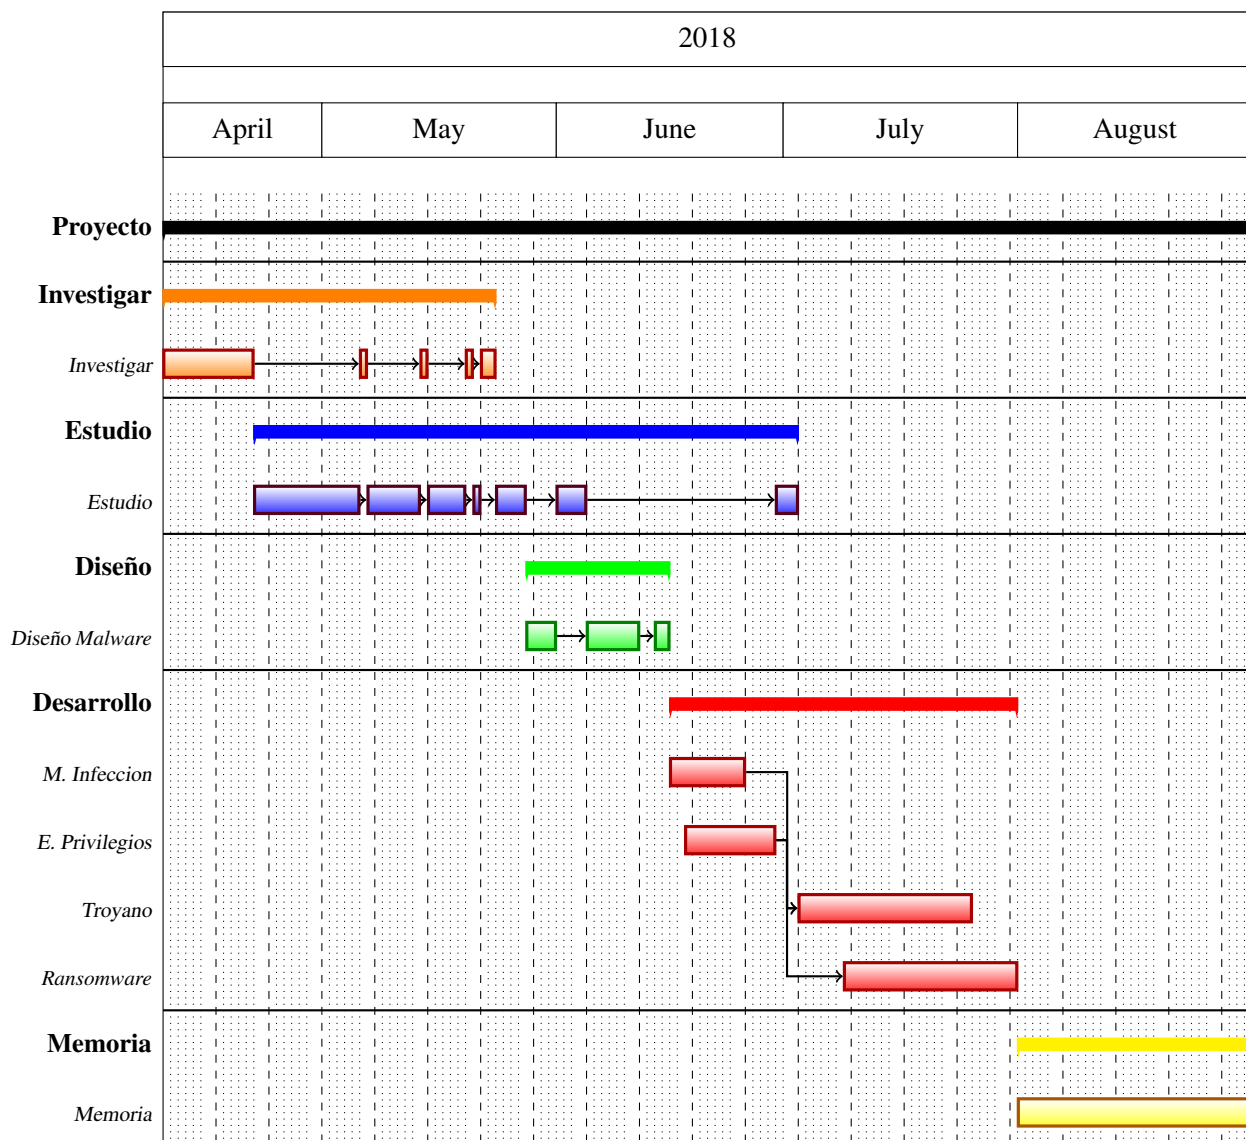 2018
April May June July August
Proyecto
Investigar
Investigar
Estudio
Estudio
Diseño
Diseño Malware
Desarrollo
M. Infeccion
E. Privilegios
Troyano
Ransomware
Memoria
Memoria